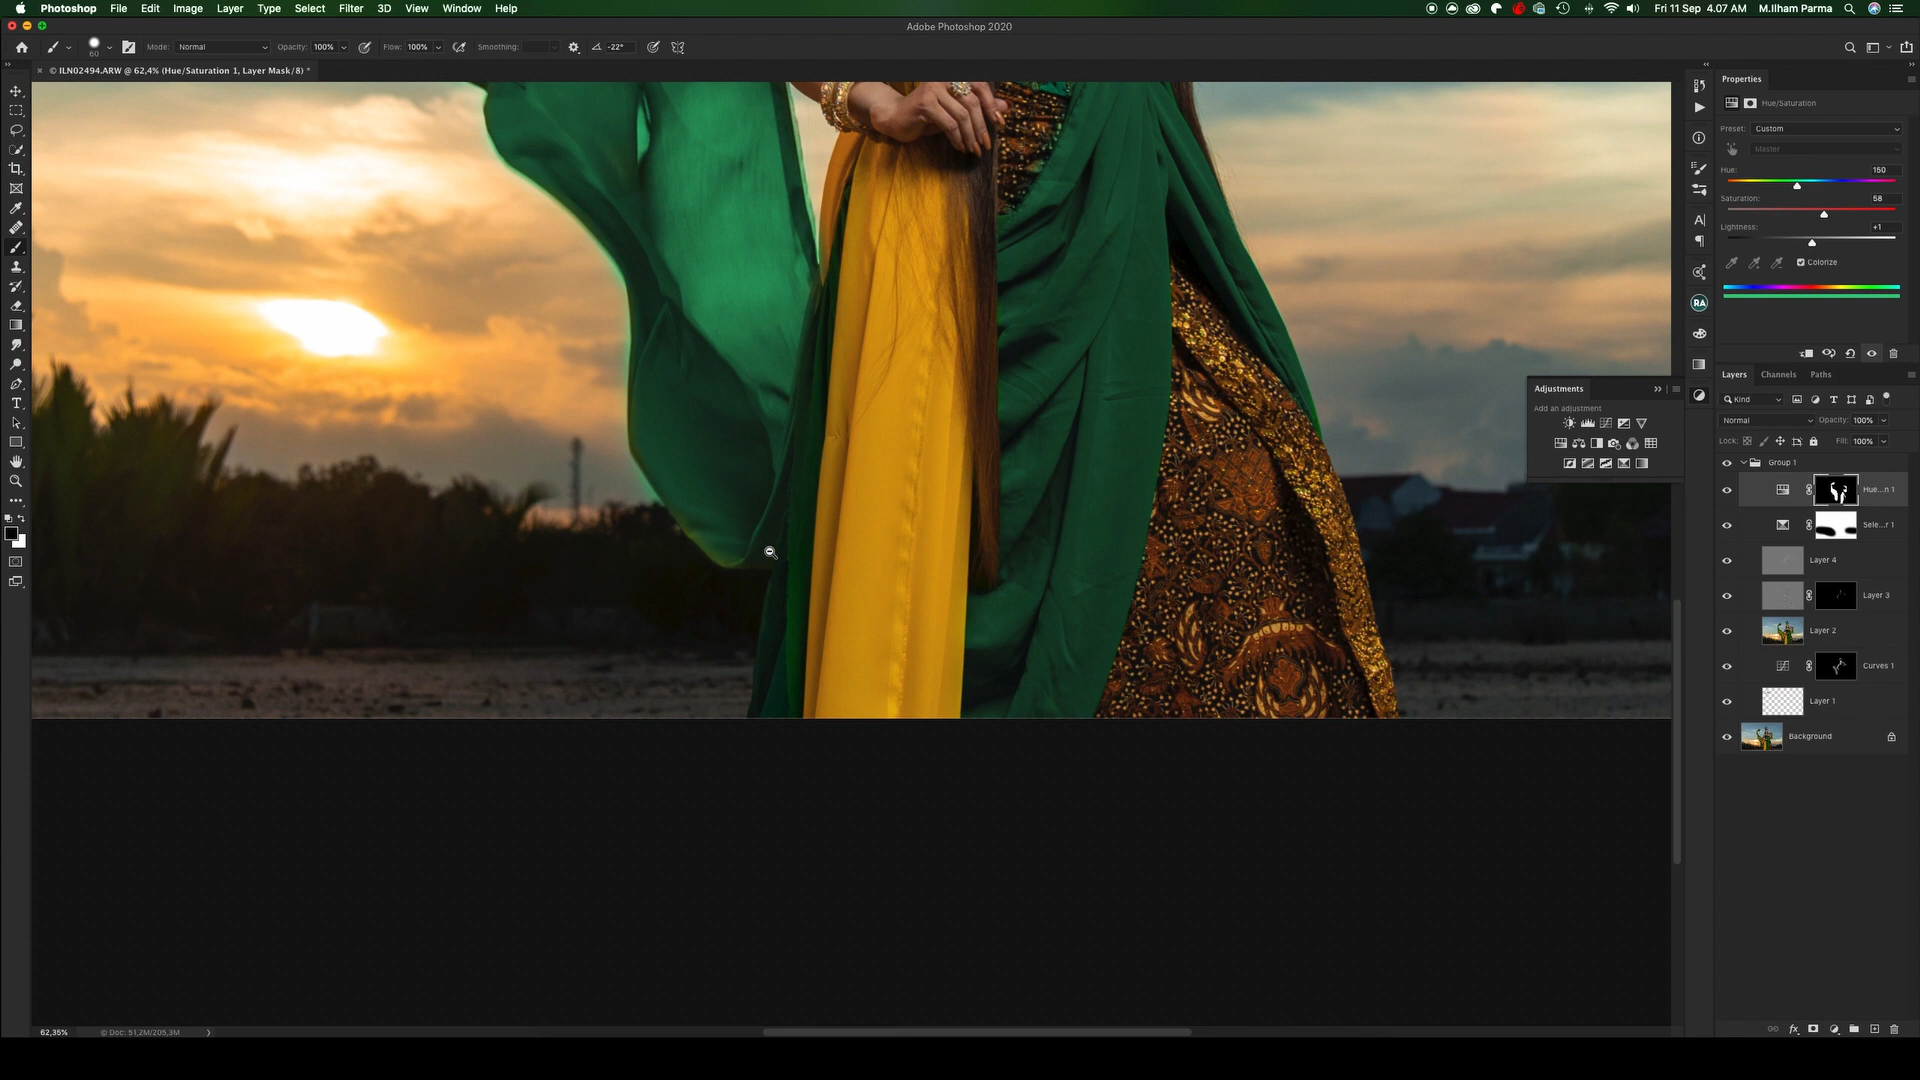 Photoshop File Edit Image Layer Type Select Filter 3D View Window Help Fri 11 Sep 4.07 AM M.Ilham Parma
Adobe Photoshop 2020
60 Mode: Normal Opacity: 100% Flow: 100% Smoothing: -22°
× © ILN02494.ARW @ 62,4% (Hue/Saturation 1, Layer Mask/8) *
Properties
Hue/Saturation
Preset: Custom
Master
Hue: 150
Saturation: 58
Lightness: +1
Colorize
RA
Layers Channels Paths
Adjustments
Add an adjustment
Kind
Normal Opacity: 100%
Lock: Fill: 100%
Group 1
Hue...n 1
Sele...r 1
Layer 4
Layer 3
Layer 2
Curves 1
Layer 1
Background
62,35% © Doc: 51,2M/205,3M